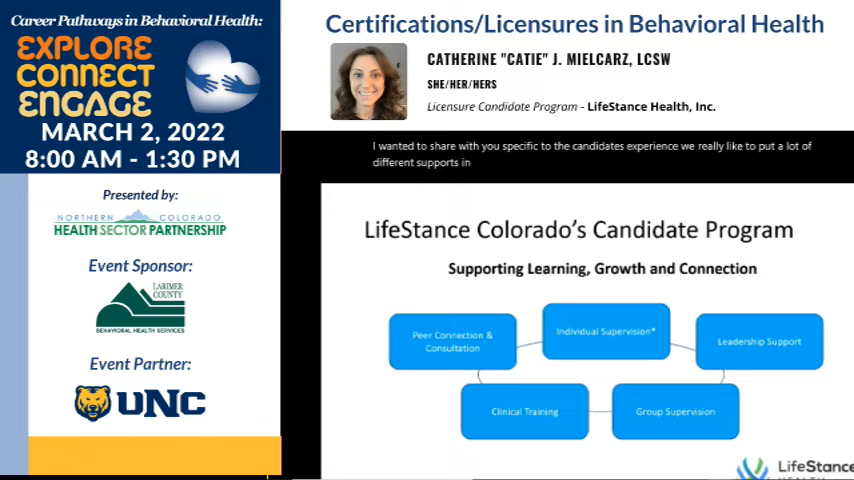 Career Pathways in Behavioral Health:
EXPLORE
CONNECT
ENGAGE
MARCH 2, 2022
8:00 AM - 1:30 PM
Presented by:
NORTHERN COLORADO
HEALTH SECTOR PARTNERSHIP
Event Sponsor:
LARIMER
COUNTY
BEHAVIORAL HEALTH SERVICES
Event Partner:
UNC
Certifications/Licensures in Behavioral Health
CATHERINE "CATIE" J. MIELCARZ, LCSW
SHE/HER/HERS
Licensure Candidate Program - LifeStance Health, Inc.
I wanted to share with you specific to the candidates experience we really like to put a lot of
different supports in
LifeStance Colorado's Candidate Program
Supporting Learning, Growth and Connection
Peer Connection &
Consultation
Individual Supervision*
Leadership Support
Clinical Training
Group Supervision
LifeStance
HEALTH